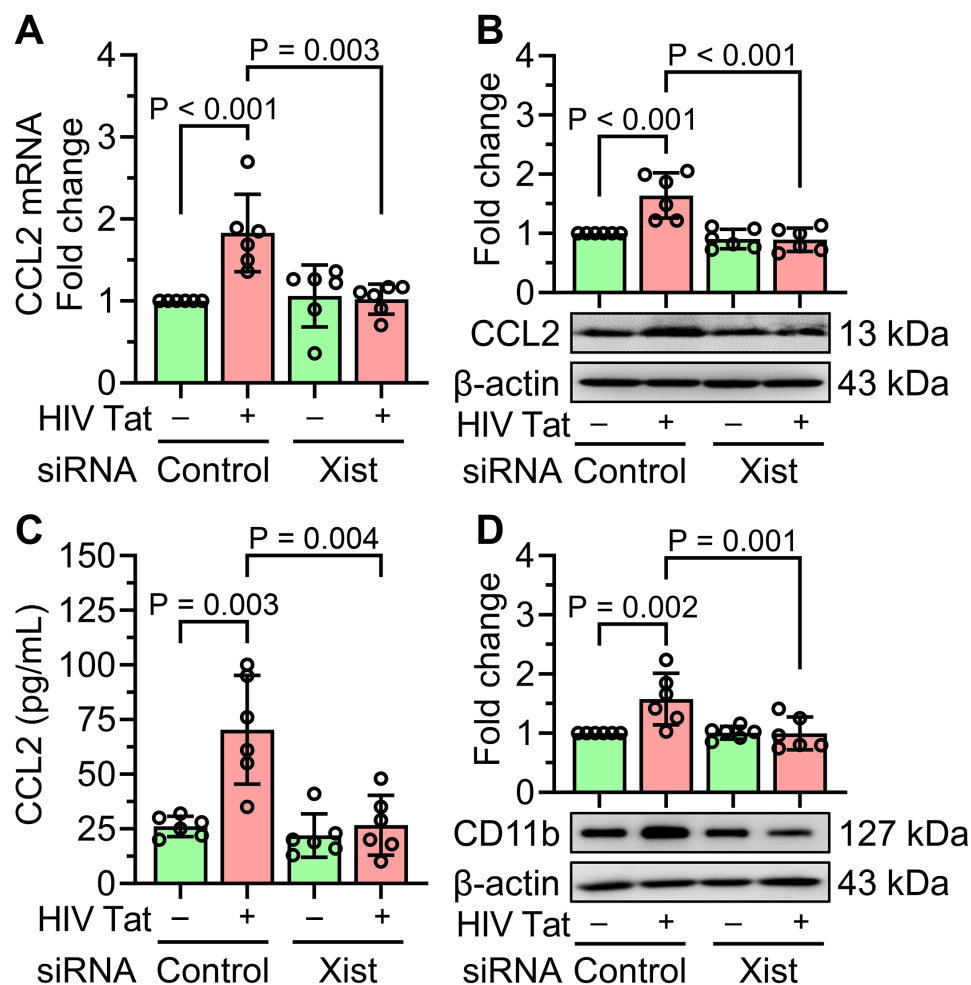 A
CCL2 mRNA
Fold change
4
3
2
1
0
P < 0.001
P = 0.003
HIV Tat – + – +
siRNA Control Xist
B
Fold change
4
3
2
1
0
P < 0.001
P < 0.001
CCL2 13 kDa
β-actin 43 kDa
HIV Tat – + – +
siRNA Control Xist
C
CCL2 (pg/mL)
150
125
100
75
50
25
0
P = 0.003
P = 0.004
HIV Tat – + – +
siRNA Control Xist
D
Fold change
4
3
2
1
0
P = 0.002
P = 0.001
CD11b 127 kDa
β-actin 43 kDa
HIV Tat – + – +
siRNA Control Xist